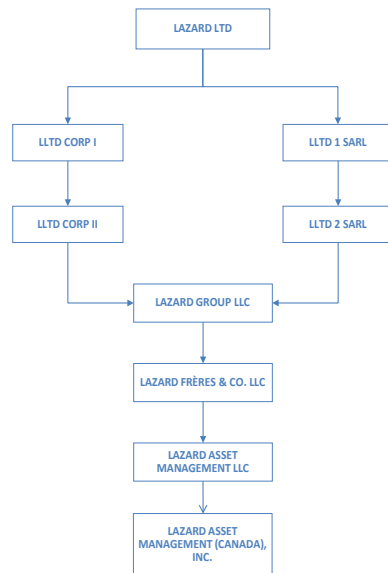 LAZARD LTD
LLTD CORP I
LLTD 1 SARL
LLTD CORP II
LLTD 2 SARL
LAZARD GROUP LLC
LAZARD FRÈRES & CO. LLC
LAZARD ASSET
MANAGEMENT LLC
LAZARD ASSET
MANAGEMENT (CANADA),
INC.